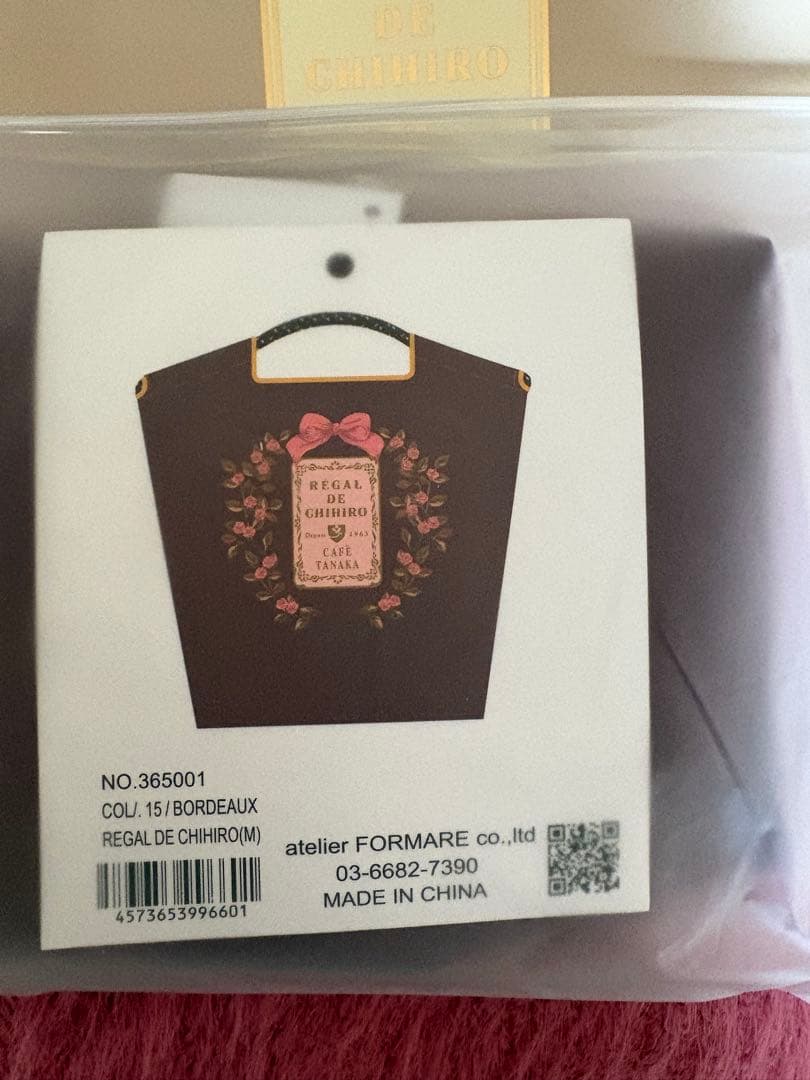 DE
CHIHIRO
RÉGAL
DE
CHIHIRO
Depuis 1963
CAFÉ
TANAKA
NO.365001
COL/. 15 / BORDEAUX
REGAL DE CHIHIRO(M)
4573653996601
atelier FORMARE co.,ltd
03-6682-7390
MADE IN CHINA